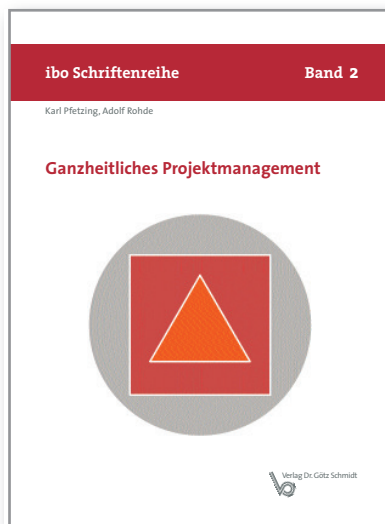 ibo Schriftenreihe Band 2
Karl Pfetzing, Adolf Rohde
Ganzheitliches Projektmanagement
Verlag Dr. Götz Schmidt